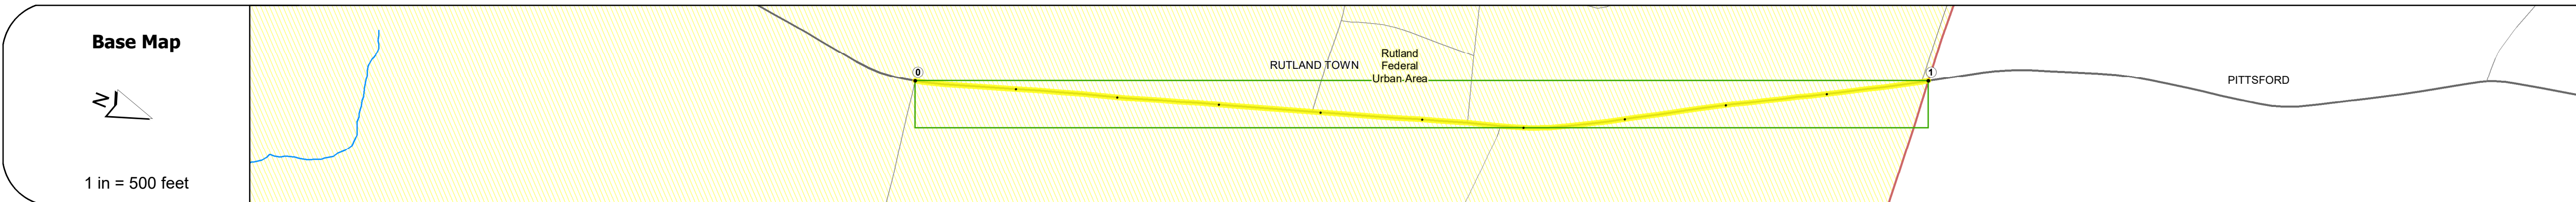 Base Map
N
1 in = 500 feet
0
RUTLAND TOWN
Rutland
Federal
Urban Area
1
PITTSFORD